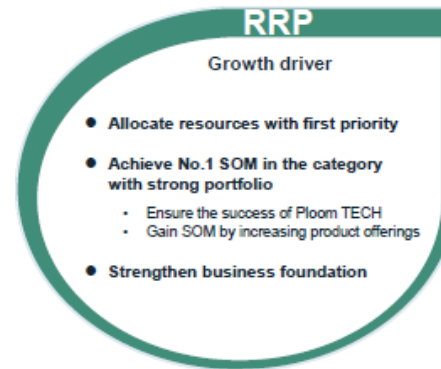 RRP
Growth driver
● Allocate resources with first priority
● Achieve No.1 SOM in the category
with strong portfolio
• Ensure the success of Ploom TECH
• Gain SOM by increasing product offerings
● Strengthen business foundation